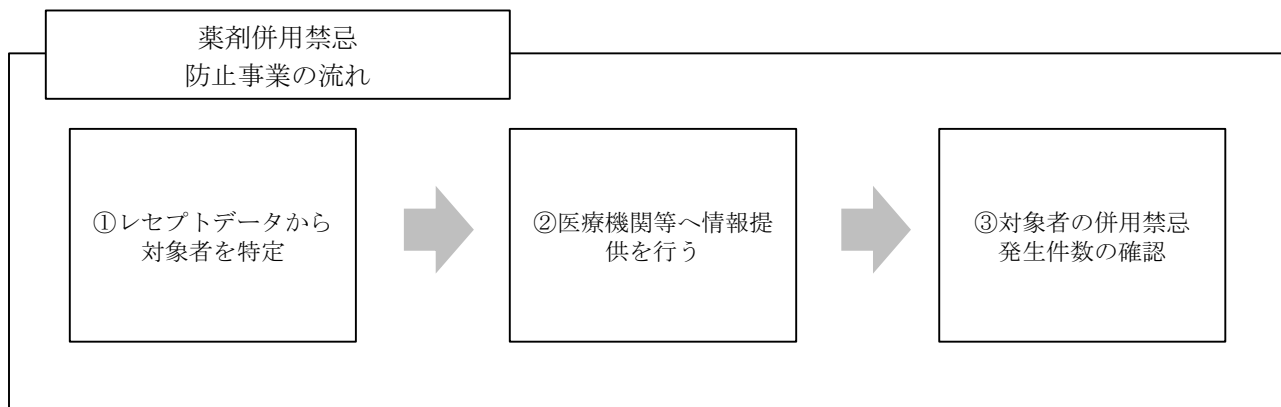 薬剤併用禁忌
防止事業の流れ
①レセプトデータから
対象者を特定
②医療機関等へ情報提
供を行う
③対象者の併用禁忌
発生件数の確認